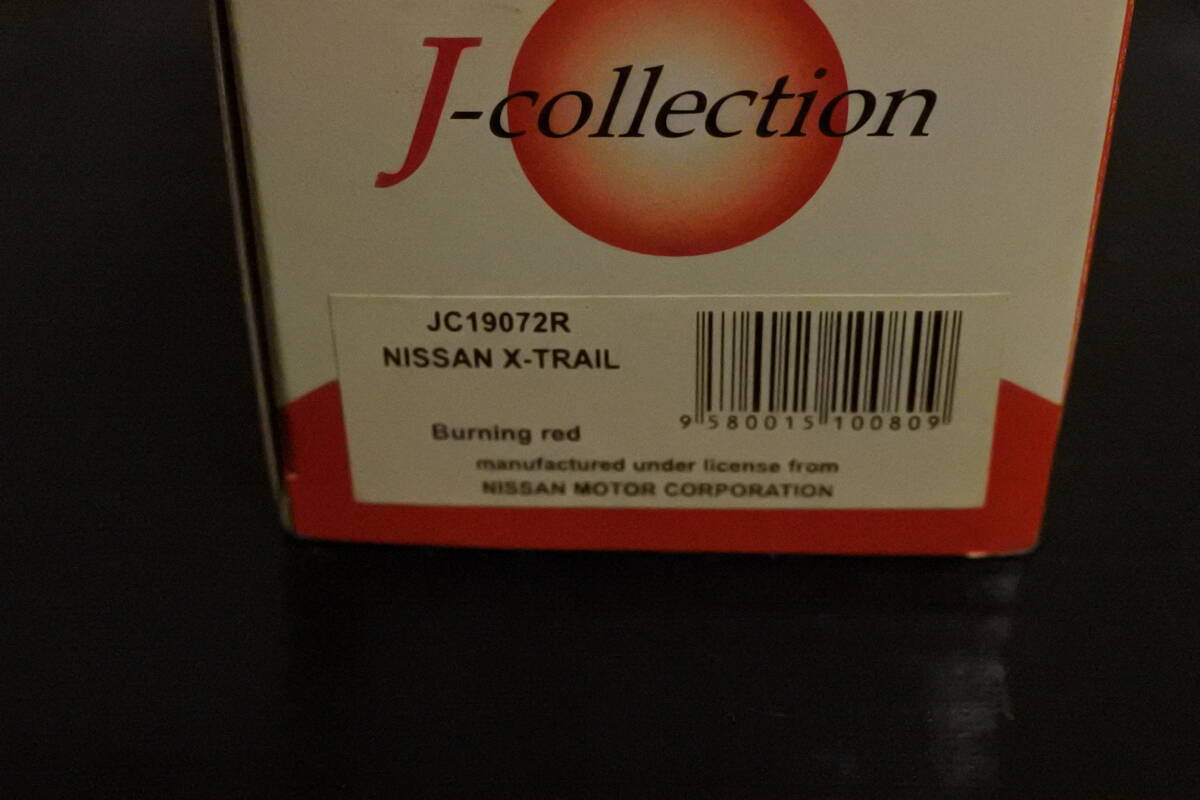 J-collection
JC19072R
NISSAN X-TRAIL
9 580015 100809
Burning red
manufactured under license from
NISSAN MOTOR CORPORATION